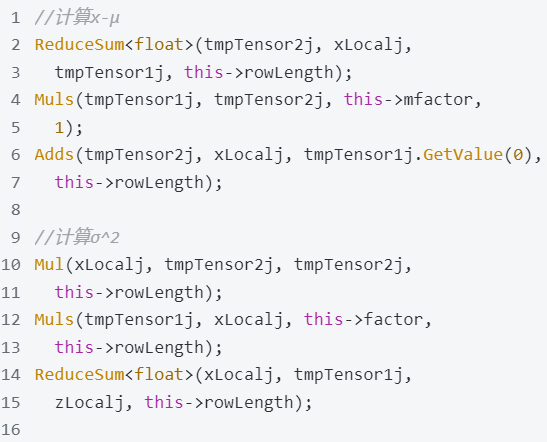 1 //计算x-μ
2 ReduceSum<float>(tmpTensor2j, xLocalj,
3 tmpTensor1j, this->rowLength);
4 Muls(tmpTensor1j, tmpTensor2j, this->mfactor,
5 1);
6 Adds(tmpTensor2j, xLocalj, tmpTensor1j.GetValue(0),
7 this->rowLength);
8
9 //计算σ^2
10 Mul(xLocalj, tmpTensor2j, tmpTensor2j,
11 this->rowLength);
12 Muls(tmpTensor1j, xLocalj, this->factor,
13 this->rowLength);
14 ReduceSum<float>(xLocalj, tmpTensor1j,
15 zLocalj, this->rowLength);
16